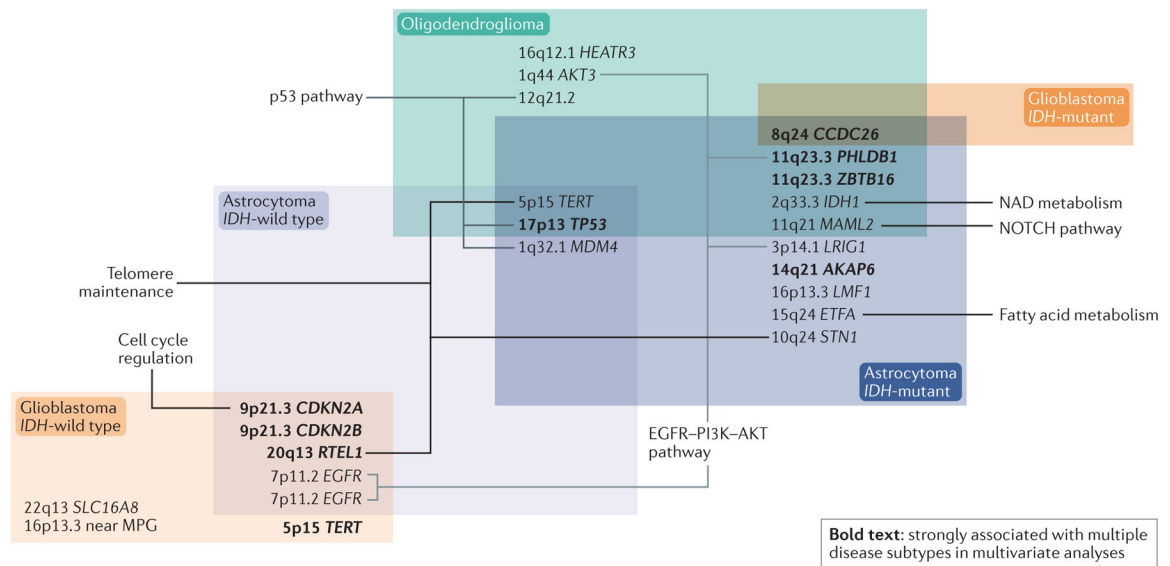 Oligodendroglioma
16q12.1 HEATR3
1q44 AKT3
12q21.2
p53 pathway
Glioblastoma
IDH-mutant
8q24 CCDC26
11q23.3 PHLDB1
11q23.3 ZBTB16
2q33.3 IDH1
11q21 MAML2
3p14.1 LRIG1
14q21 AKAP6
16p13.3 LMF1
15q24 ETFA
10q24 STN1
NAD metabolism
NOTCH pathway
Fatty acid metabolism
Astrocytoma
IDH-wild type
5p15 TERT
17p13 TP53
1q32.1 MDM4
Telomere
maintenance
Cell cycle
regulation
Astrocytoma
IDH-mutant
Glioblastoma
IDH-wild type
9p21.3 CDKN2A
9p21.3 CDKN2B
20q13 RTEL1
7p11.2 EGFR
7p11.2 EGFR
22q13 SLC16A8
16p13.3 near MPG
5p15 TERT
EGFR–PI3K–AKT
pathway
Bold text: strongly associated with multiple
disease subtypes in multivariate analyses